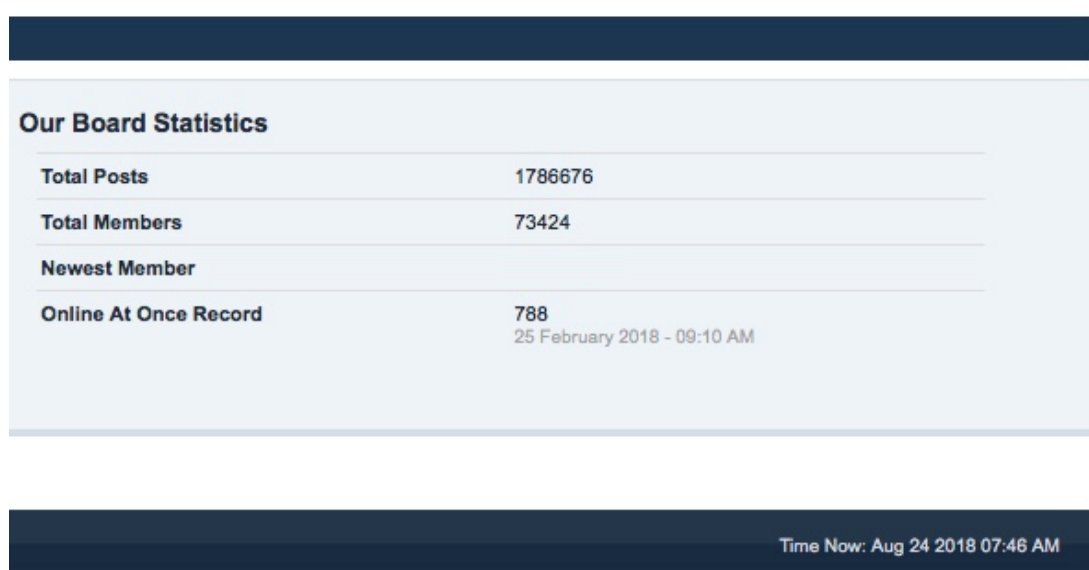 Our Board Statistics
Total Posts 1786676
Total Members 73424
Newest Member
Online At Once Record 788
25 February 2018 - 09:10 AM
Time Now: Aug 24 2018 07:46 AM